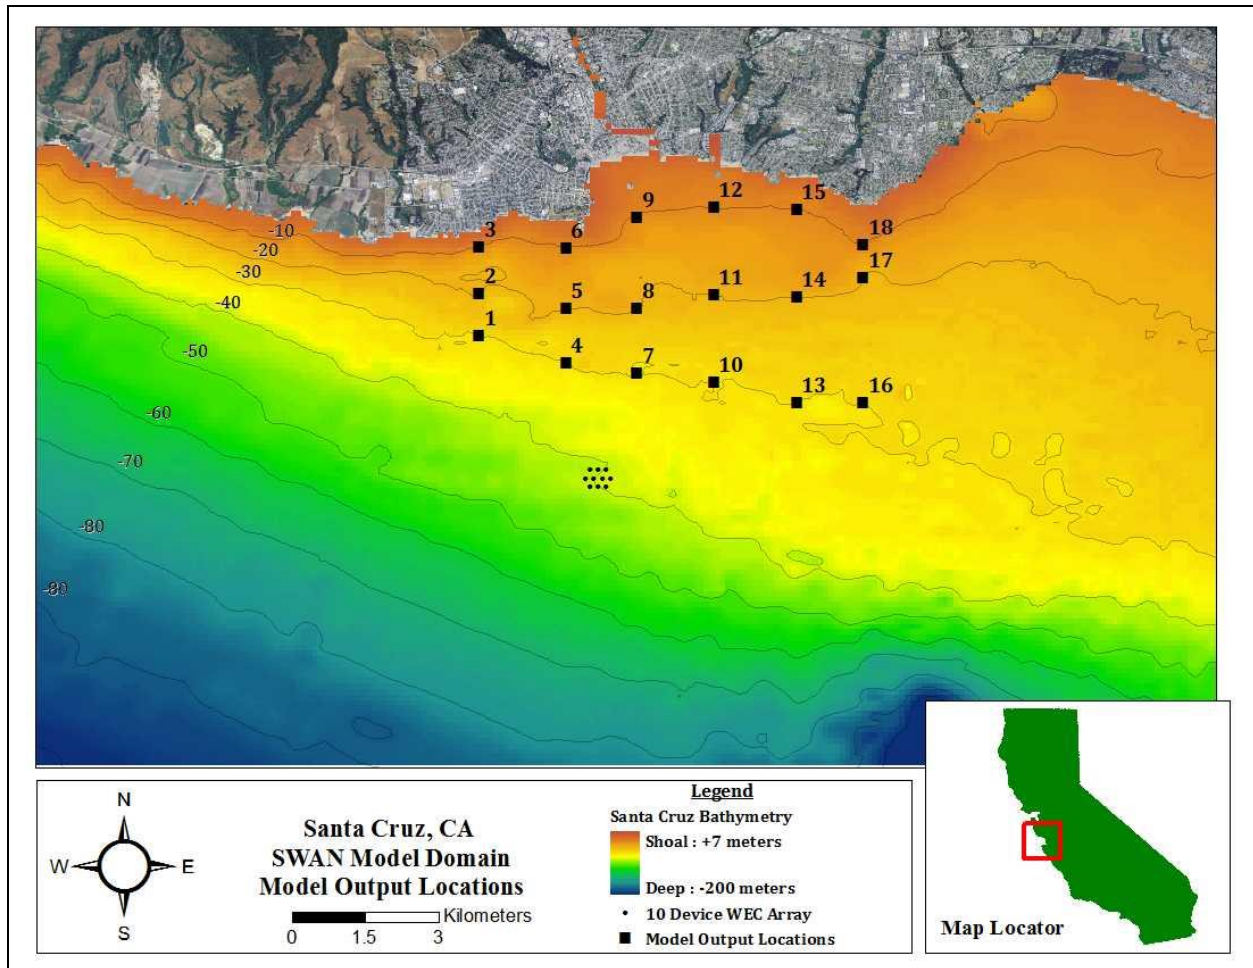 9
12
15
3
6
18
-10
-20
17
-30
2
11
14
5
8
-40
1
-50
4
7
10
13
16
-60
-70
-80
-90
N
W
E
S
Santa Cruz, CA
SWAN Model Domain
Model Output Locations
Kilometers
0 1.5 3
Legend
Santa Cruz Bathymetry
Shoal : +7 meters
Deep : -200 meters
10 Device WEC Array
Model Output Locations
Map Locator